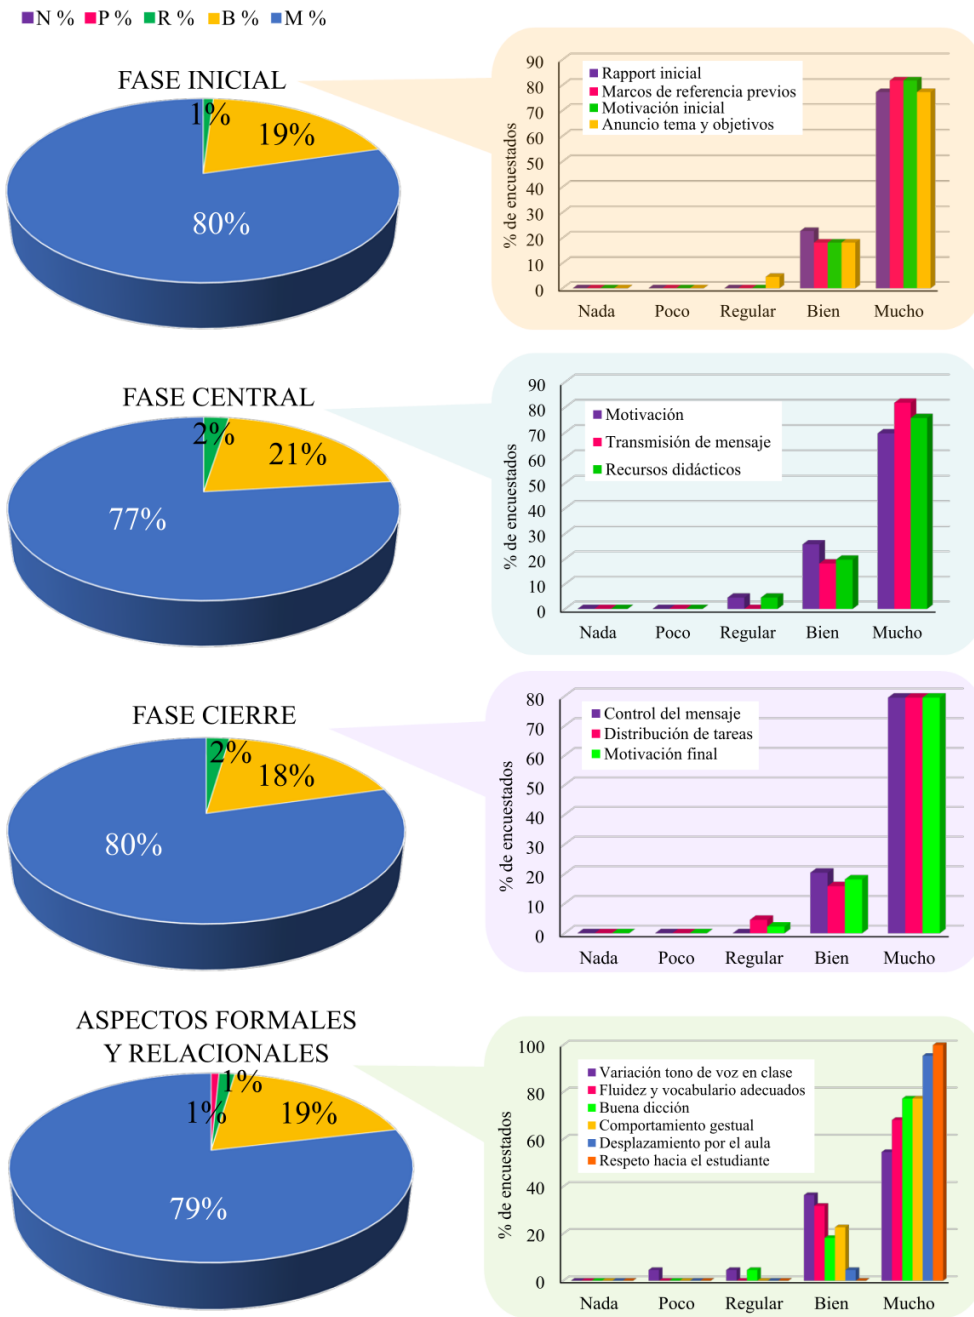 N % P % R % B % M %
FASE INICIAL
1%
19%
80%
% de encuestados
90
80
70
60
50
40
30
20
10
0
Rapport inicial
Marcos de referencia previos
Motivación inicial
Anuncio tema y objetivos
Nada Poco Regular Bien Mucho
FASE CENTRAL
2%
21%
77%
% de encuestados
90
80
70
60
50
40
30
20
10
0
Motivación
Transmisión de mensaje
Recursos didácticos
Nada Poco Regular Bien Mucho
FASE CIERRE
2%
18%
80%
% de encuestados
80
70
60
50
40
30
20
10
0
Control del mensaje
Distribución de tareas
Motivación final
Nada Poco Regular Bien Mucho
ASPECTOS FORMALES
Y RELACIONALES
1%
1%
19%
79%
% de encuestados
100
80
60
40
20
0
Variación tono de voz en clase
Fluidez y vocabulario adecuados
Buena dicción
Comportamiento gestual
Desplazamiento por el aula
Respeto hacia el estudiante
Nada Poco Regular Bien Mucho